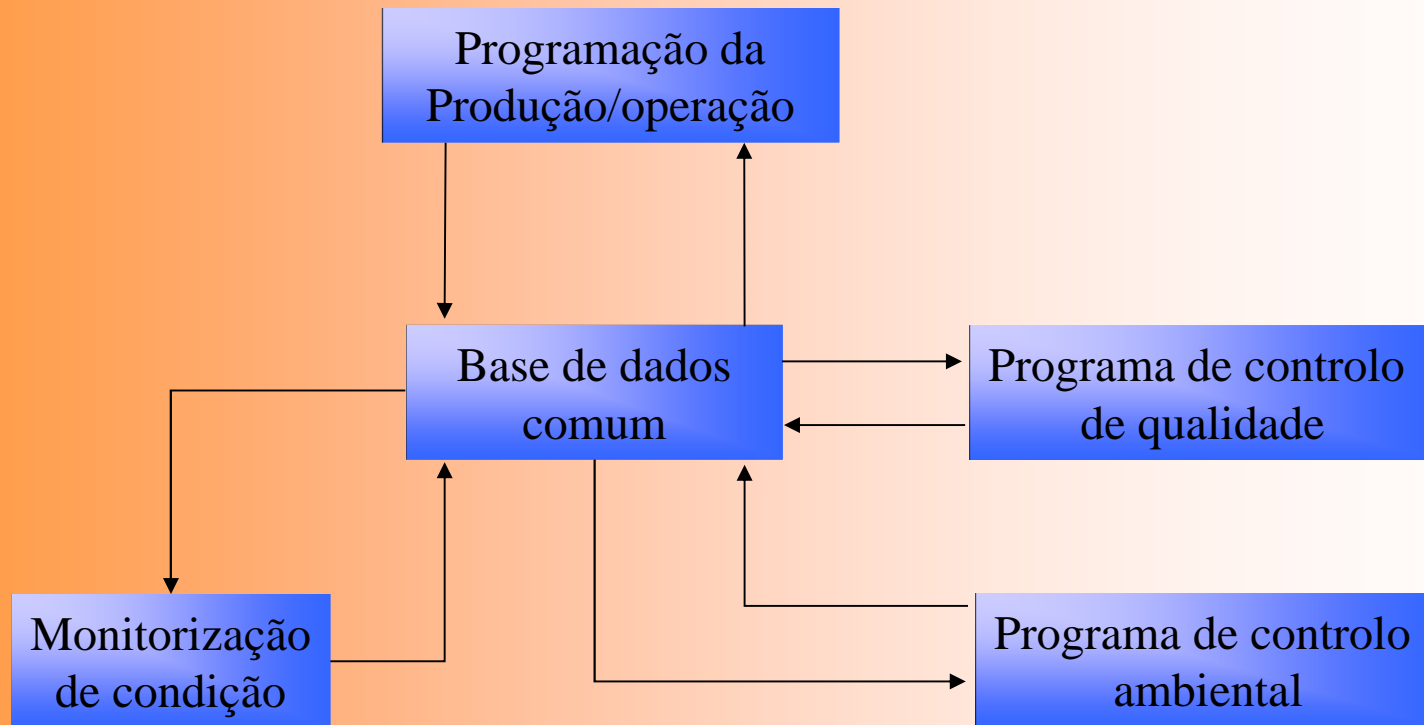 Programação da
Produção/operação
Base de dados
comum
Programa de controlo
de qualidade
Monitorização
de condição
Programa de controlo
ambiental